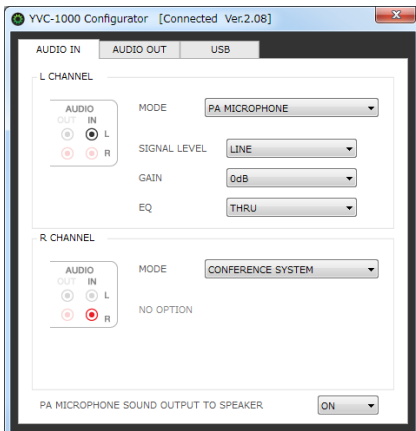 YVC-1000 Configurator [Connected Ver.2.08]
AUDIO IN AUDIO OUT USB
L CHANNEL
AUDIO
OUT IN
L
R
MODE PA MICROPHONE
SIGNAL LEVEL LINE
GAIN 0dB
EQ THRU
R CHANNEL
AUDIO
OUT IN
L
R
MODE CONFERENCE SYSTEM
NO OPTION
PA MICROPHONE SOUND OUTPUT TO SPEAKER ON